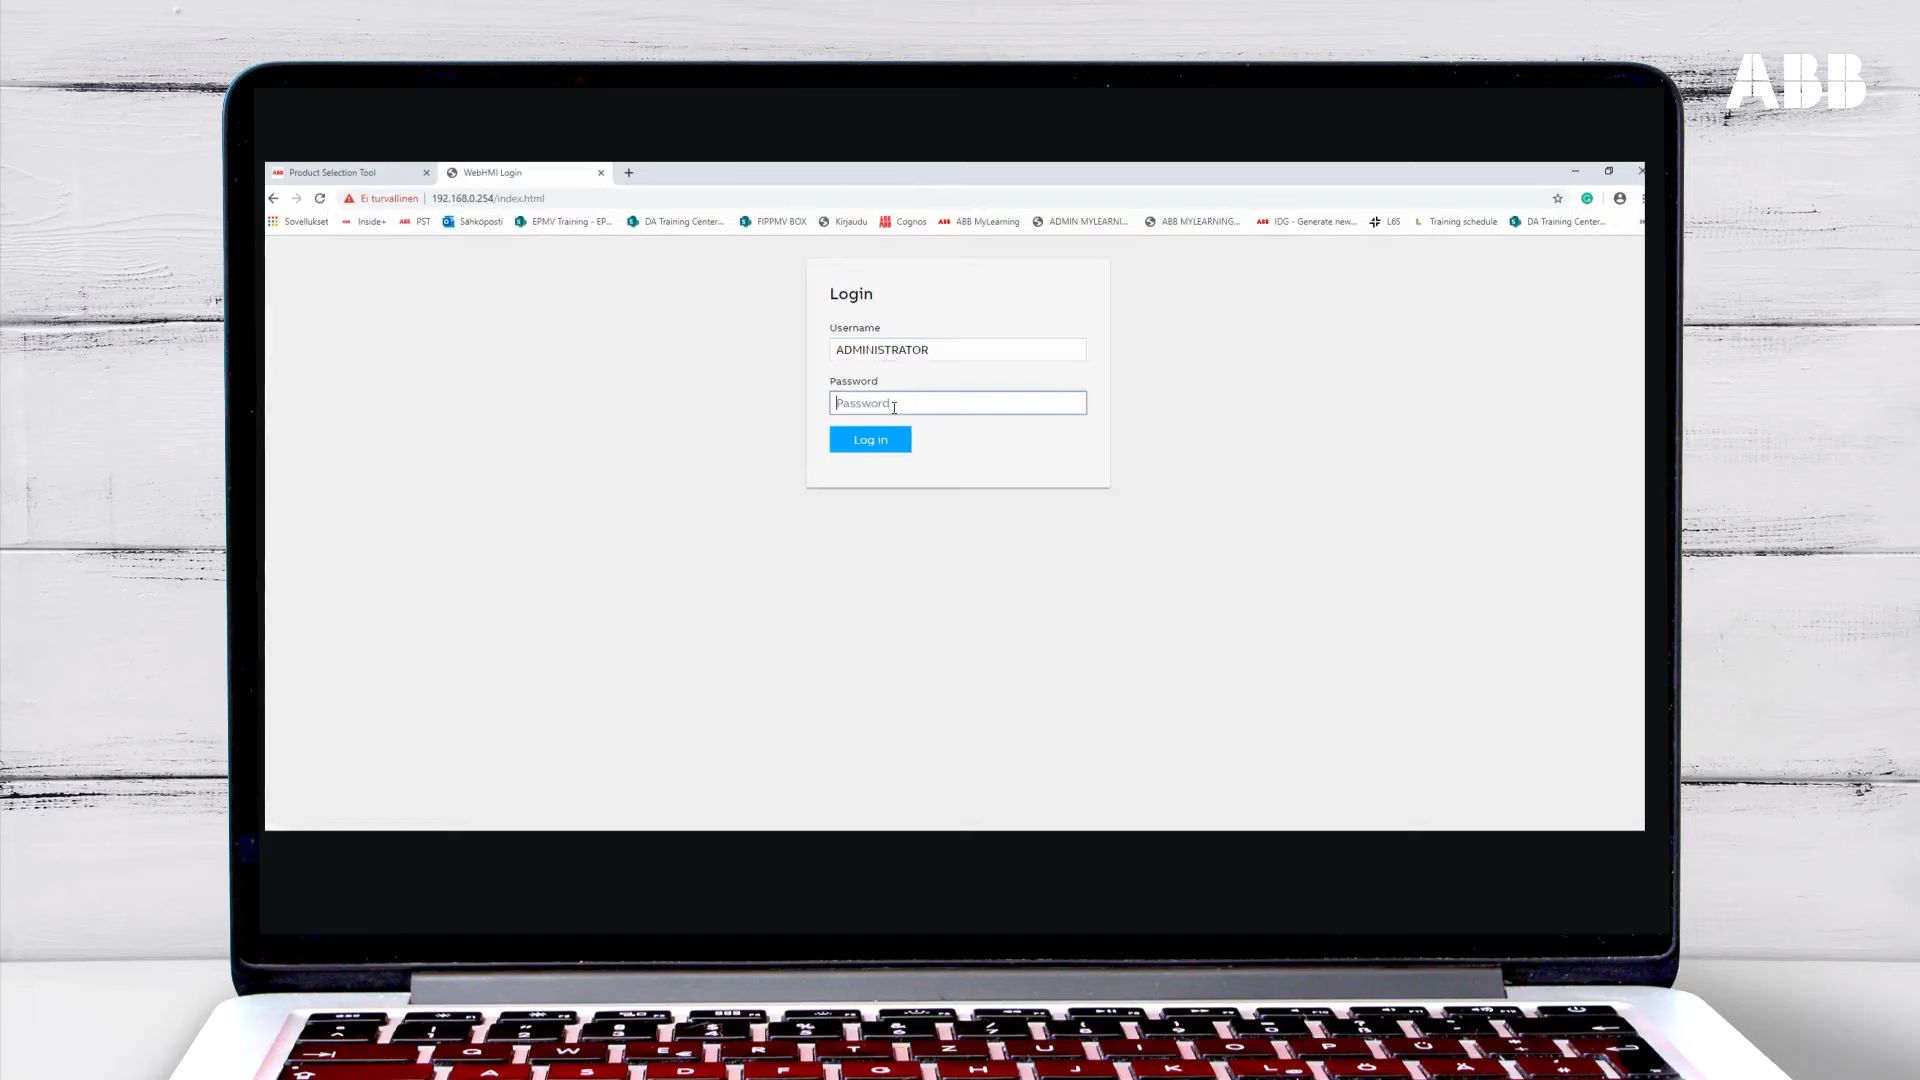 ABB
Product Selection Tool
WebHMI Login
Ei turvallinen
192.168.0.254/index.html
Sovellukset
Inside+
PST
Sähköposti
EPMV Training - EP...
DA Training Center...
FIPPMV BOX
Kirjaudu
Cognos
ABB MyLearning
ADMIN MYLEARNI...
ABB MYLEARNING...
IDG - Generate new...
L6S
Training schedule
DA Training Center...
Login
Username
ADMINISTRATOR
Password
Password
Log in
Q W E € R T Z U I O P Ü
A S D F G H J K L Ö Ä